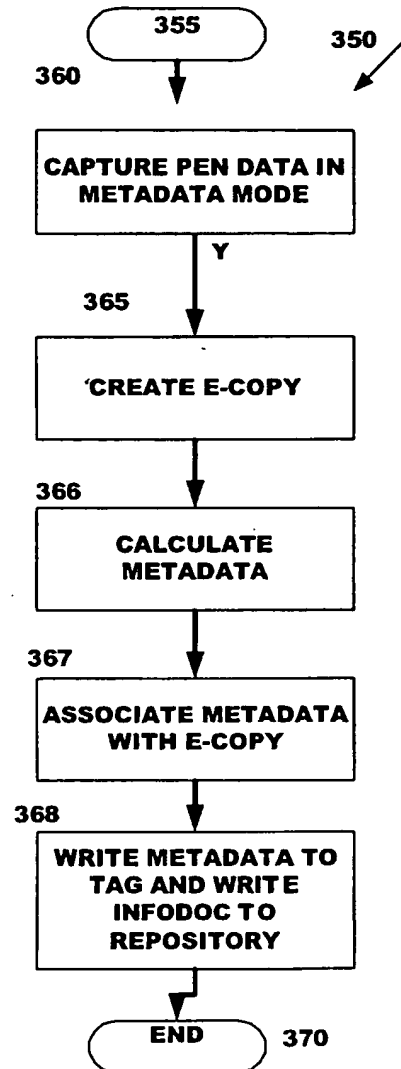 355
350
360
CAPTURE PEN DATA IN
METADATA MODE
Y
365
CREATE E-COPY
366
CALCULATE
METADATA
367
ASSOCIATE METADATA
WITH E-COPY
368
WRITE METADATA TO
TAG AND WRITE
INFODOC TO
REPOSITORY
END
370